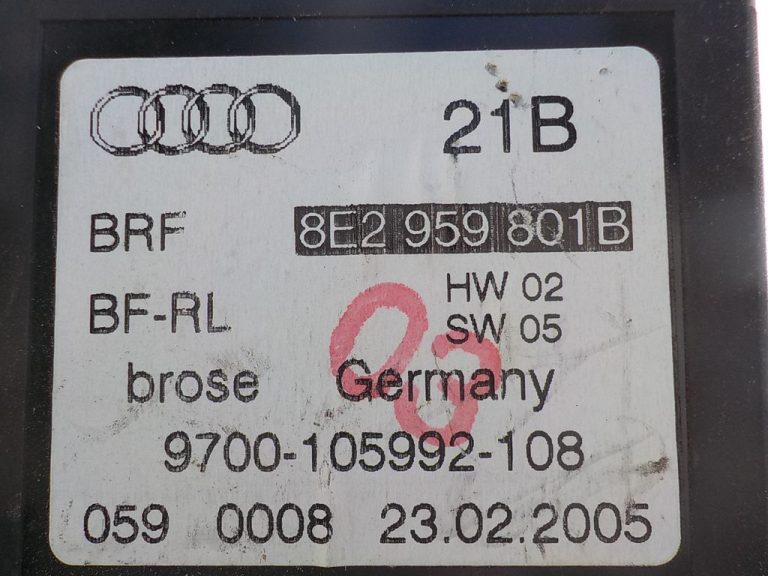 21B
BRF 8E2 959 801B
BF-RL HW 02
SW 05
brose Germany
9700-105992-108
059 0008 23.02.2005